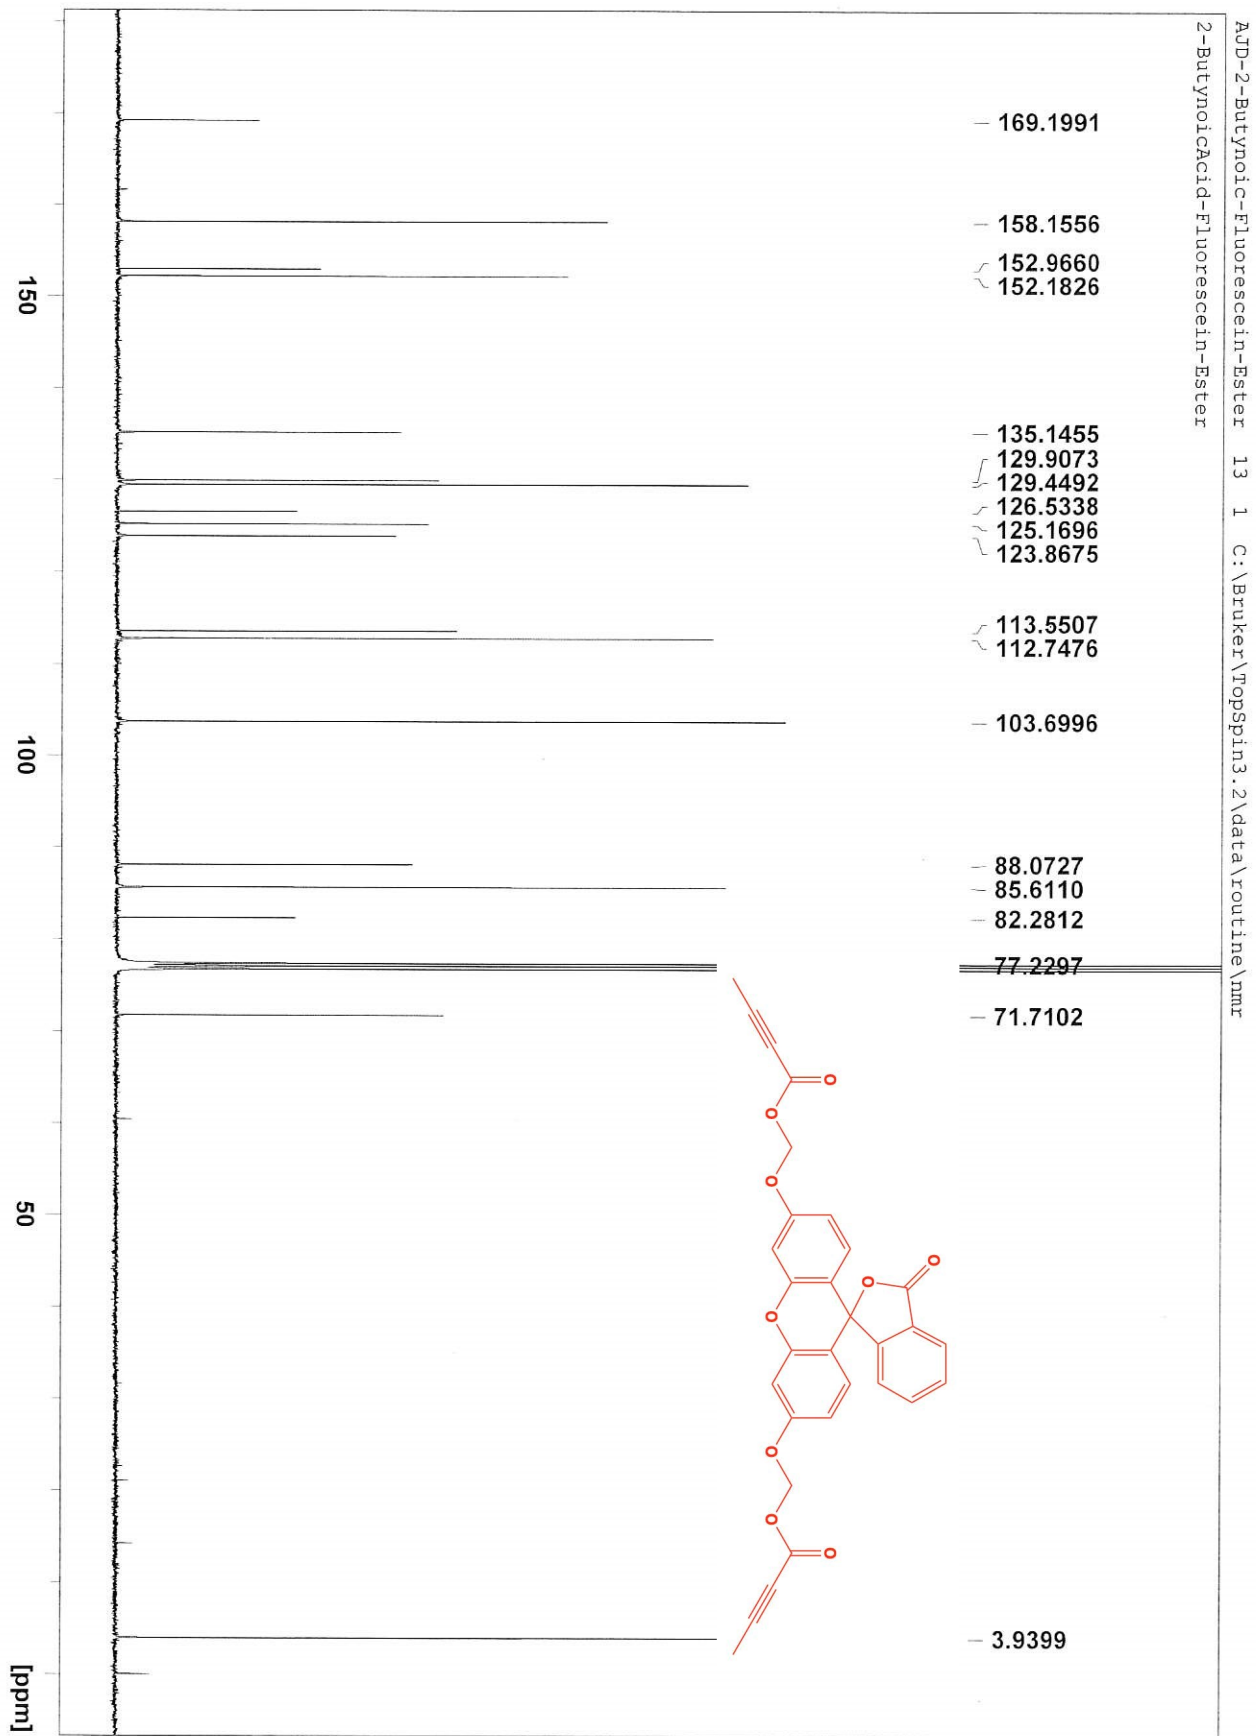 AJD-2-Butynoic-Fluorescein-Ester 13 1 C:\Bruker\TopSpin3.2\data\routine\nmr
2-ButynoicAcid-Fluorescein-Ester
169.1991
158.1556
152.9660
152.1826
135.1455
129.9073
129.4492
126.5338
125.1696
123.8675
113.5507
112.7476
103.6996
88.0727
85.6110
82.2812
77.2297
71.7102
3.9399
O
O
O
O
O
O
O
O
O
150
100
50
[ppm]